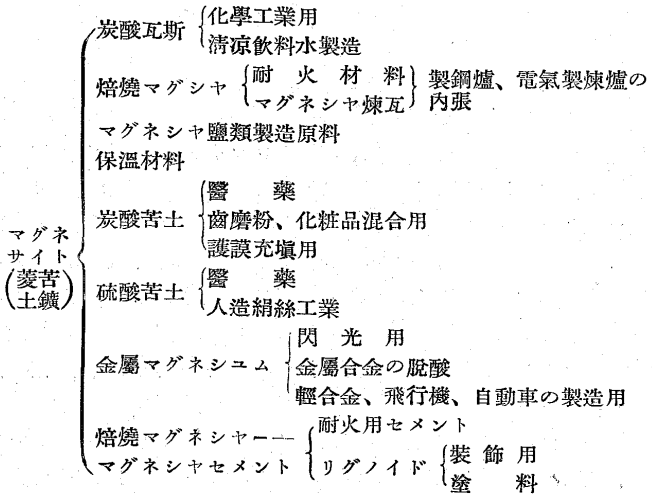 マグネ
サイト
(菱苦
土鑛)
炭酸瓦斯
化學工業用
淸涼飮料水製造
焙燒マグシャ
耐火材料
マグネシヤ煉瓦
製鋼爐、電氣製煉爐の
內張
マグネシヤ鹽類製造原料
保溫材料
炭酸苦土
醫藥
齒磨粉、化粧品混合用
護謨充塡用
硫酸苦土
醫藥
人造絹絲工業
金屬マグネシユム
閃光用
金屬合金の脫酸
輕合金、飛行機、自動車の製造用
焙燒マグネシヤー
マグネシヤセメント
耐火用セメント
リグノイド
裝飾用
塗料